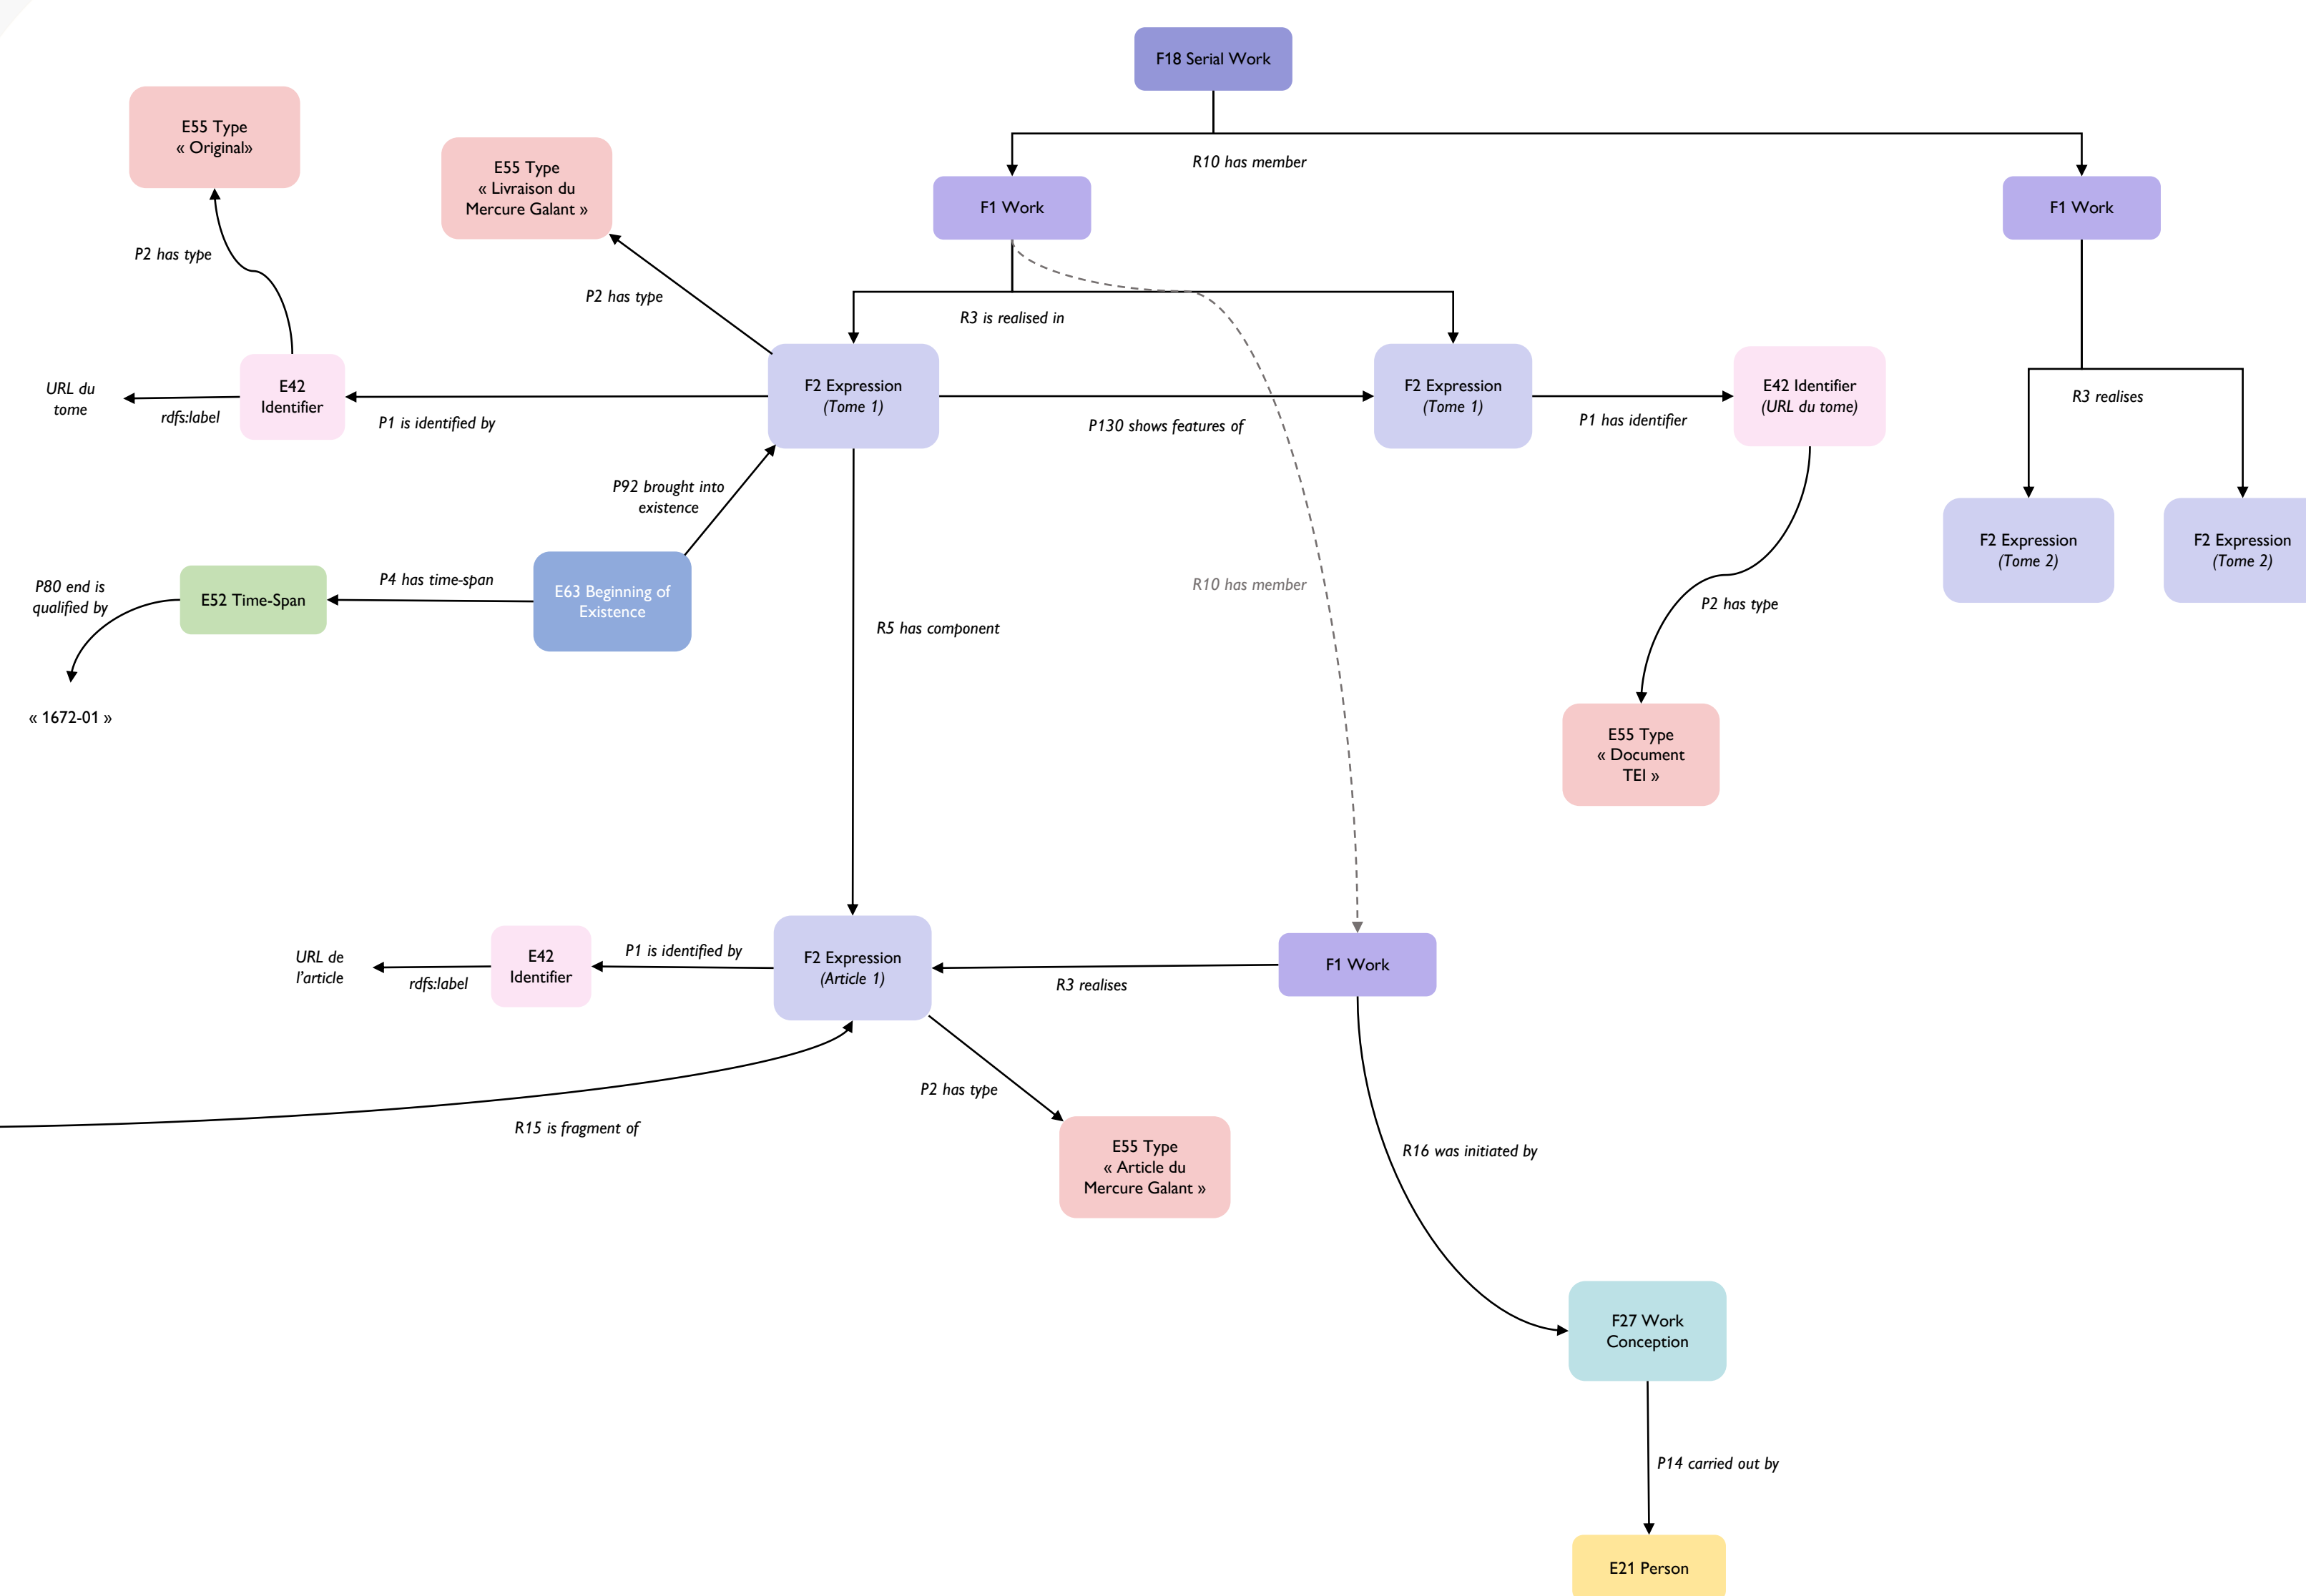 F18 Serial Work
E55 Type
« Original»
E55 Type
« Livraison du
Mercure Galant »
R10 has member
F1 Work
F1 Work
P2 has type
P2 has type
R3 is realised in
URL du
tome
rdfs:label
E42
Identifier
P1 is identified by
F2 Expression
(Tome 1)
P130 shows features of
F2 Expression
(Tome 1)
P1 has identifier
E42 Identifier
(URL du tome)
R3 realises
P92 brought into
existence
F2 Expression
(Tome 2)
F2 Expression
(Tome 2)
P80 end is
qualified by
E52 Time-Span
P4 has time-span
E63 Beginning of
Existence
R10 has member
P2 has type
R5 has component
« 1672-01 »
E55 Type
« Document
TEI »
URL de
l’article
rdfs:label
E42
Identifier
P1 is identified by
F2 Expression
(Article 1)
R3 realises
F1 Work
P2 has type
R15 is fragment of
E55 Type
« Article du
Mercure Galant »
R16 was initiated by
F27 Work
Conception
P14 carried out by
E21 Person